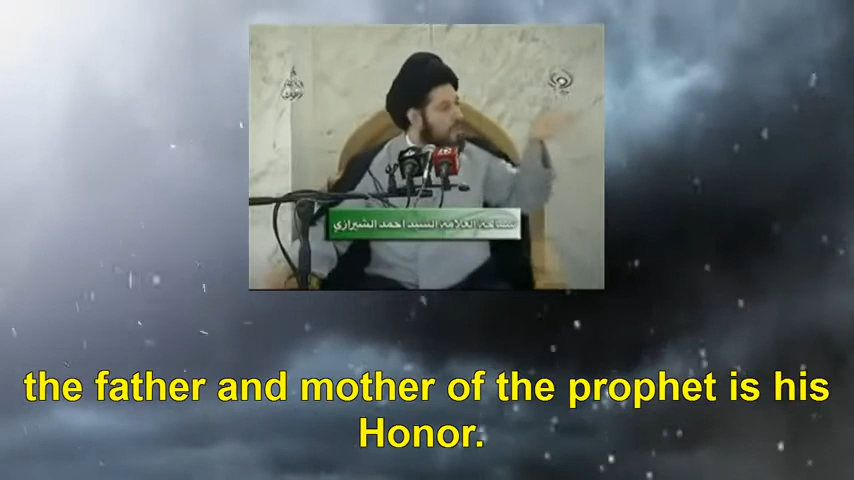 سماحة العلامة السيد احمد الشيرازي
the father and mother of the prophet is his
Honor.